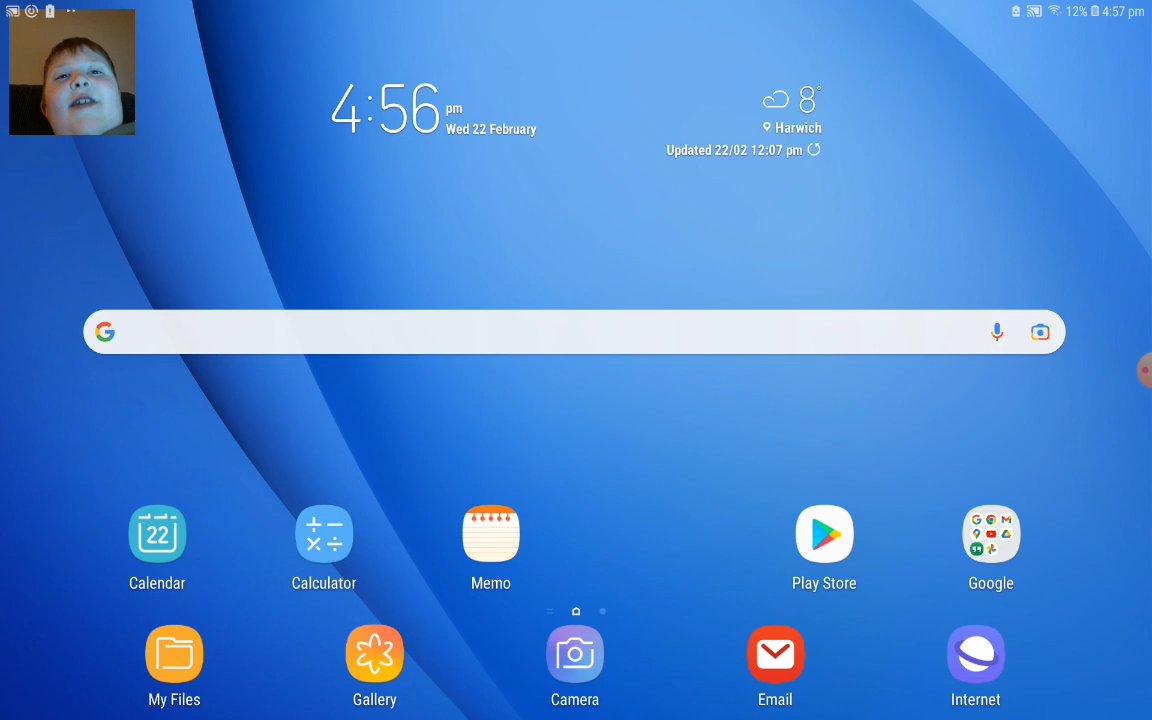 12% 4:57 pm
4:56 pm
Wed 22 February
8°
Harwich
Updated 22/02 12:07 pm
22
Calendar
Calculator
Memo
Play Store
Google
My Files
Gallery
Camera
Email
Internet